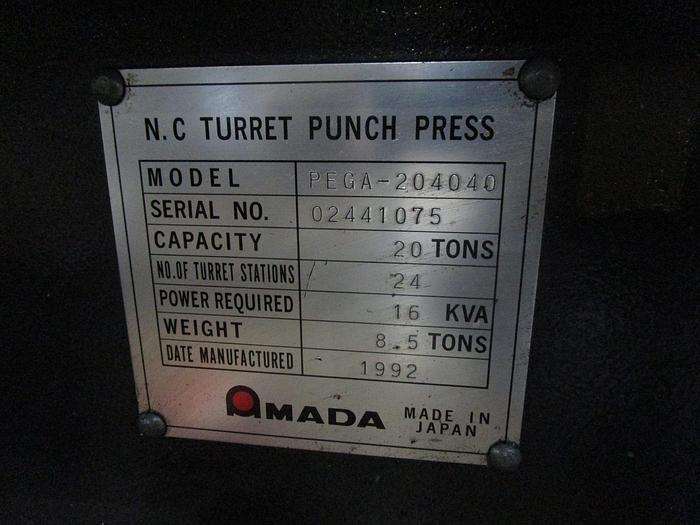 N.C TURRET PUNCH PRESS
MODEL PEGA-204040
SERIAL NO. 02441075
CAPACITY 20 TONS
NO.OF TURRET STATIONS 24
POWER REQUIRED 16 KVA
WEIGHT 8.5 TONS
DATE MANUFACTURED 1992
AMADA MADE IN
JAPAN